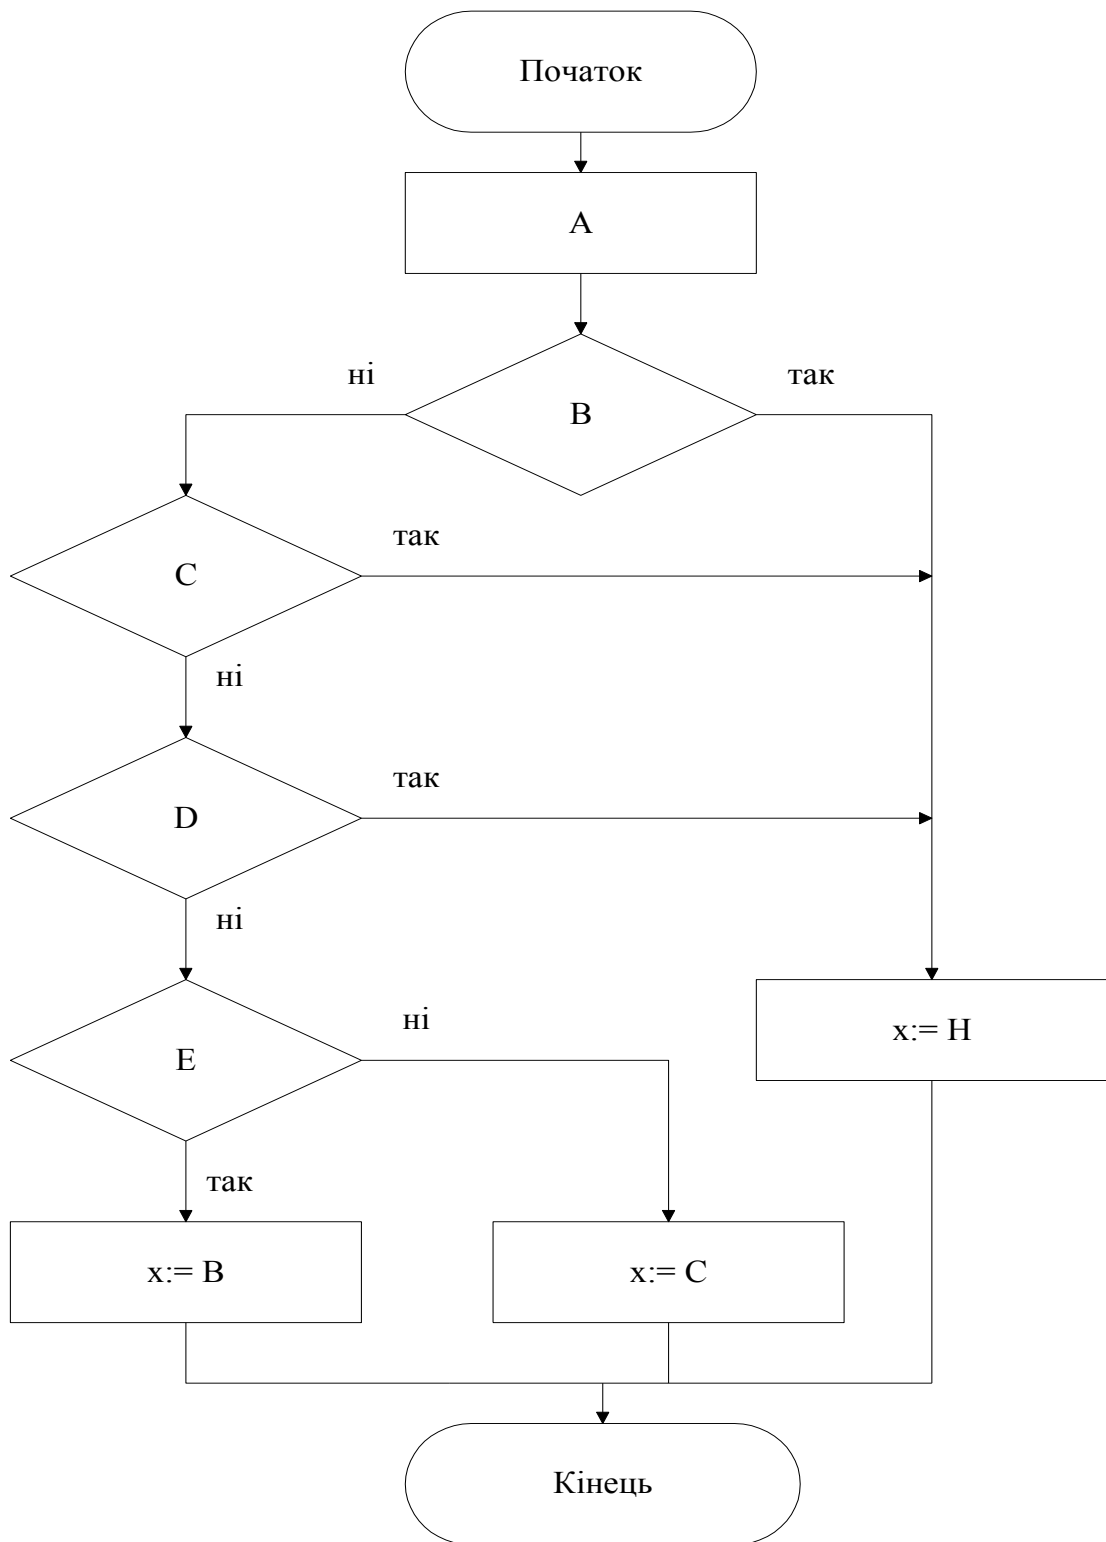 Початок
A
ні
так
B
так
C
ні
так
D
ні
ні
E
x:= H
так
x:= B
x:= C
Кінець